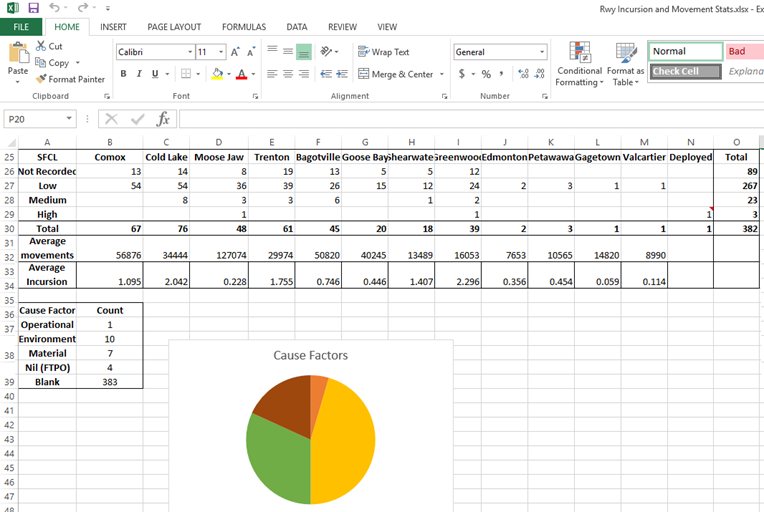 Rwy Incursion and Movement Stats.xlsx - Ex
FILE HOME INSERT PAGE LAYOUT FORMULAS DATA REVIEW VIEW
Cut
Copy
Format Painter
Paste
Clipboard
Calibri 11
B I U
Font
Wrap Text
Merge & Center
Alignment
General
$ % ,
Number
Conditional Formatting
Format as Table
Normal Bad
Check Cell Explana
P20 fx
A B C D E F G H I J K L M N O
25 SFCL Comox Cold Lake Moose Jaw Trenton Bagotville Goose Bay Shearwate Greenwood Edmonton Petawawa Gagetown Valcartier Deployed Total
26 Not Recorded 13 14 8 19 13 5 5 12 89
27 Low 54 54 36 39 26 15 12 24 2 3 1 1 267
28 Medium 8 3 3 6 1 2 23
29 High 1 1 1 3
30 Total 67 76 48 61 45 20 18 39 2 3 1 1 1 382
31 Average
32 movements 56876 34444 127074 29974 50820 40245 13489 16053 7653 10565 14820 8990
33 Average
34 Incursion 1.095 2.042 0.228 1.755 0.746 0.446 1.407 2.296 0.356 0.454 0.059 0.114
35
36 Cause Factor Count
37 Operational 1
Environment 10
38 Material 7
Nil (FTPO) 4
39 Blank 383
40
41
42
43
44
45
46
47
48
Cause Factors